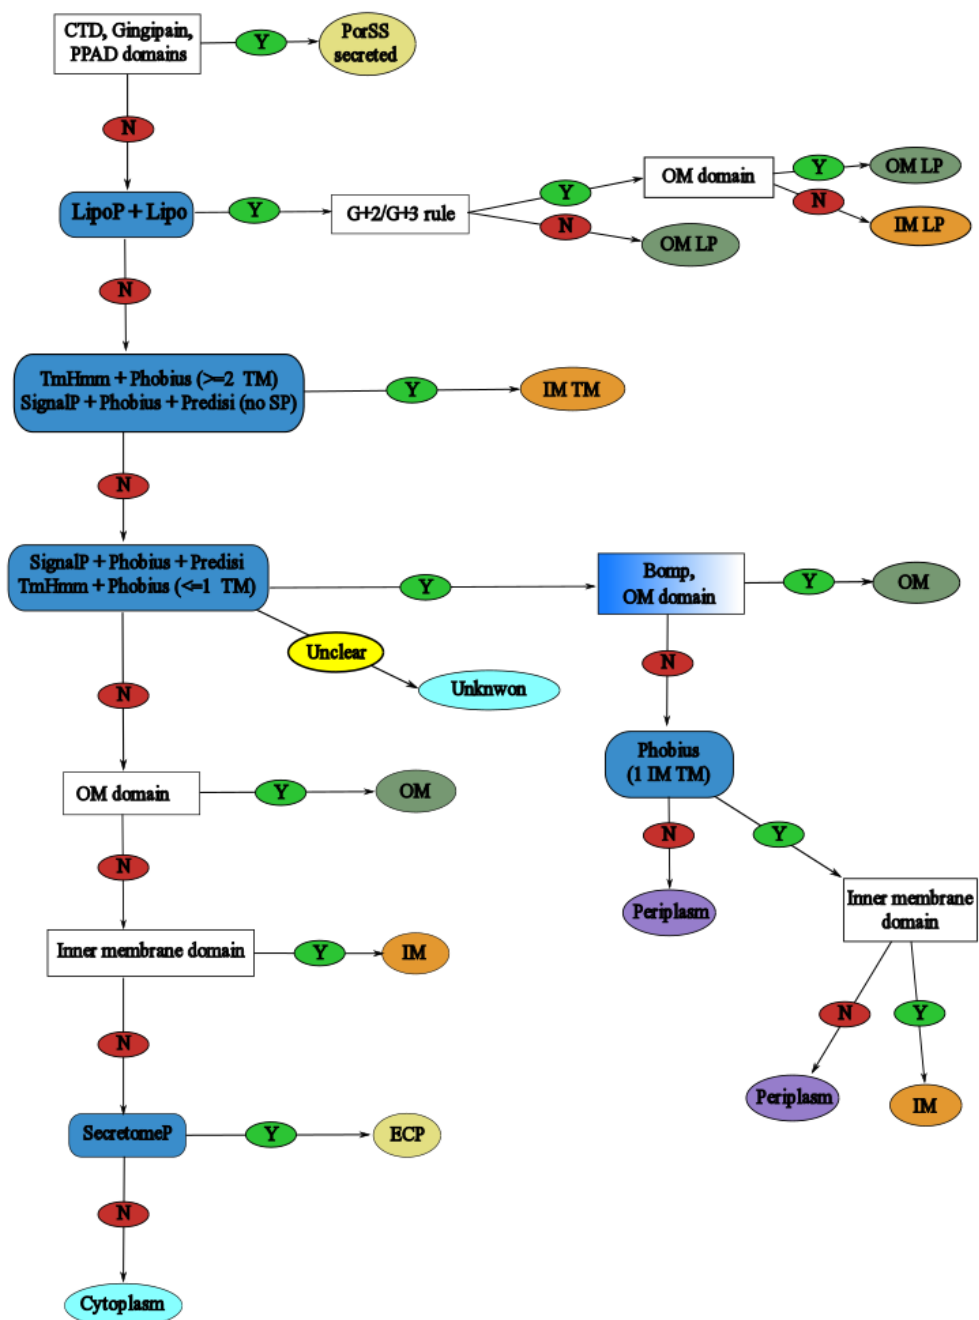 CTD, Gingipain,
PPAD domains
Y
PorSS
secreted
N
LipoP + Lipo
Y
G+2/G+3 rule
Y
OM domain
Y
OM LP
N
IM LP
N
OM LP
N
TmHmm + Phobius (>=2 TM)
SignalP + Phobius + Predisi (no SP)
Y
IM TM
N
SignalP + Phobius + Predisi
TmHmm + Phobius (<=1 TM)
Y
Bomp,
OM domain
Y
OM
Unclear
Unknwon
N
N
Phobius
(1 IM TM)
OM domain
Y
OM
N
Y
N
Periplasm
Inner membrane
domain
Inner membrane domain
Y
IM
N
Y
N
Periplasm
IM
SecretomeP
Y
ECP
N
Cytoplasm